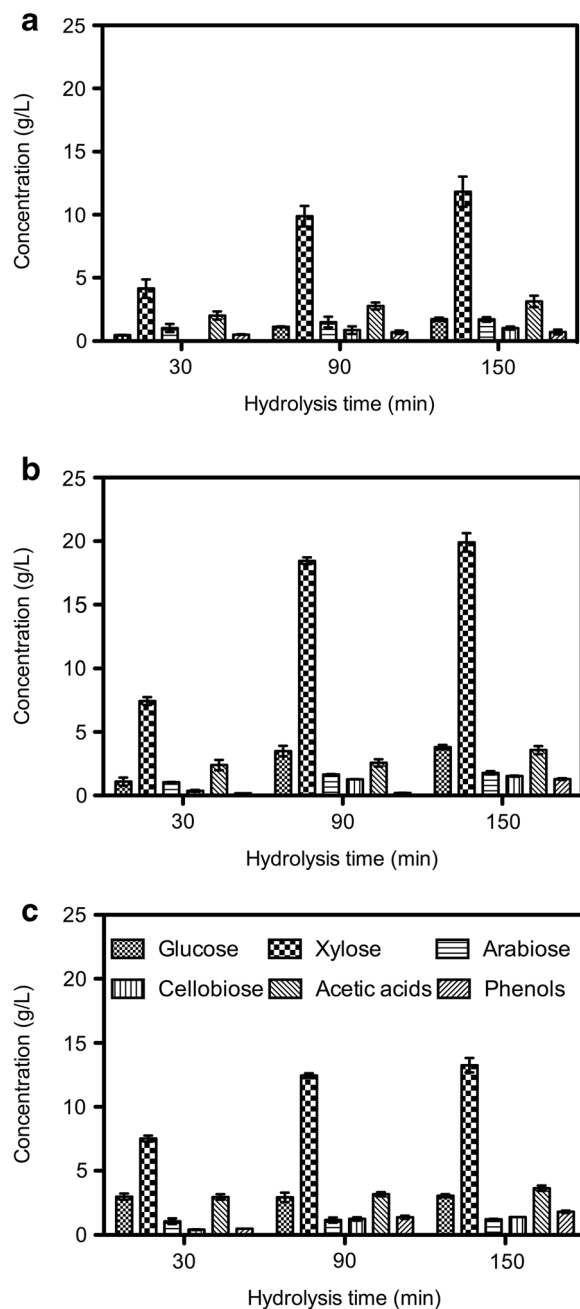 a
25
20
15
10
5
0
Concentration (g/L)
30 90 150
Hydrolysis time (min)
b
25
20
15
10
5
0
Concentration (g/L)
30 90 150
Hydrolysis time (min)
c
25
20
15
10
5
0
Concentration (g/L)
Glucose Xylose Arabiose
Cellobiose Acetic acids Phenols
30 90 150
Hydrolysis time (min)